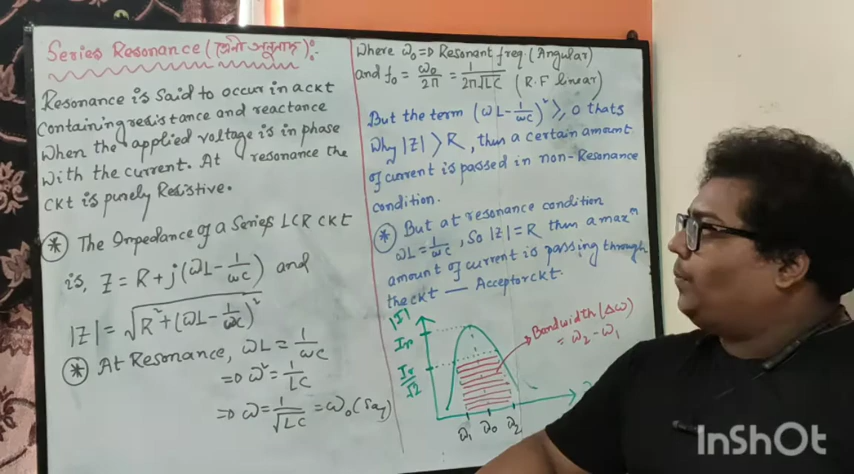 Series Resonance (শ্রেণী অনুনাদ) :-
Resonance is said to occur in a ckt
containing resistance and reactance
when the applied voltage is in phase
with the current. At resonance the
ckt is purely Resistive.
* The Impedance of a Series LCR ckt
is, Z = R + j(ωL - 1/ωC) and
|Z| = √(R² + (ωL - 1/ωC)²)
* At Resonance, ωL = 1/ωC
⇒ ω² = 1/LC
⇒ ω = 1/√LC = ω₀ (say)
Where ω₀ ⇒ Resonant freq. (Angular)
and f₀ = ω₀/2π = 1/2π√LC (R.F linear)
But the term (ωL - 1/ωC)² ≥ 0 thats
why |Z| > R, then a certain amount
of current is passed in non-Resonance
condition.
* But at resonance condition
ωL = 1/ωC, So |Z| = R then a maxᵐ
amount of current is passing through
the ckt — Acceptor ckt.
|I|
Bandwidth (Δω)
= ω₂ - ω₁
ω₁ ω₀ ω₂
InShOt